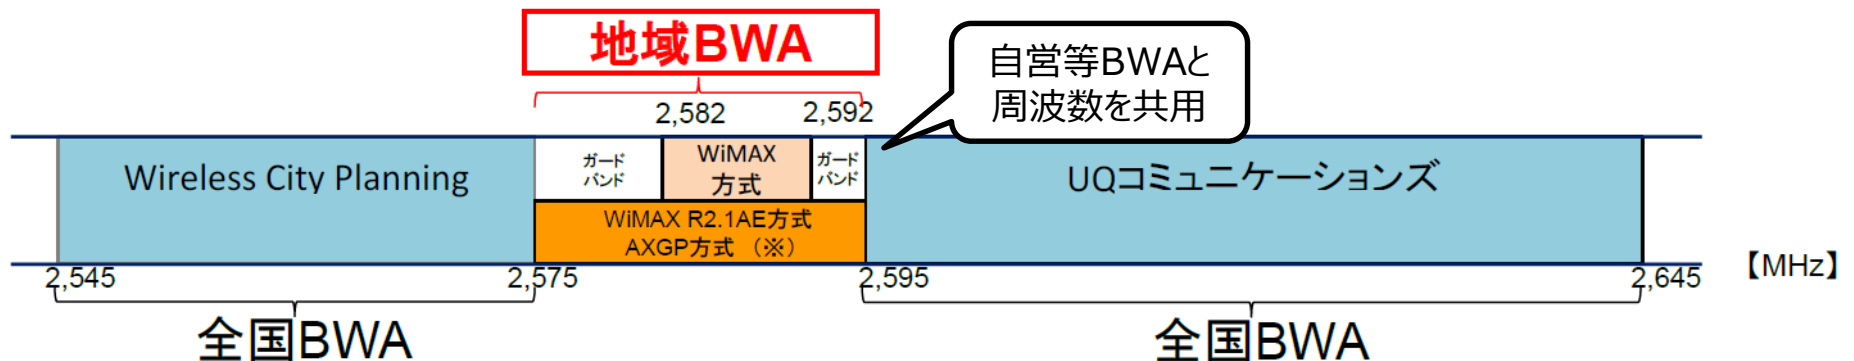 地域BWA
自営等BWAと
周波数を共用
2,582
2,592
Wireless City Planning
ガード
バンド
WiMAX
方式
ガード
バンド
UQコミュニケーションズ
WiMAX R2.1AE方式
AXGP方式 (※)
2,545
2,575
2,595
2,645
【MHz】
全国BWA
全国BWA